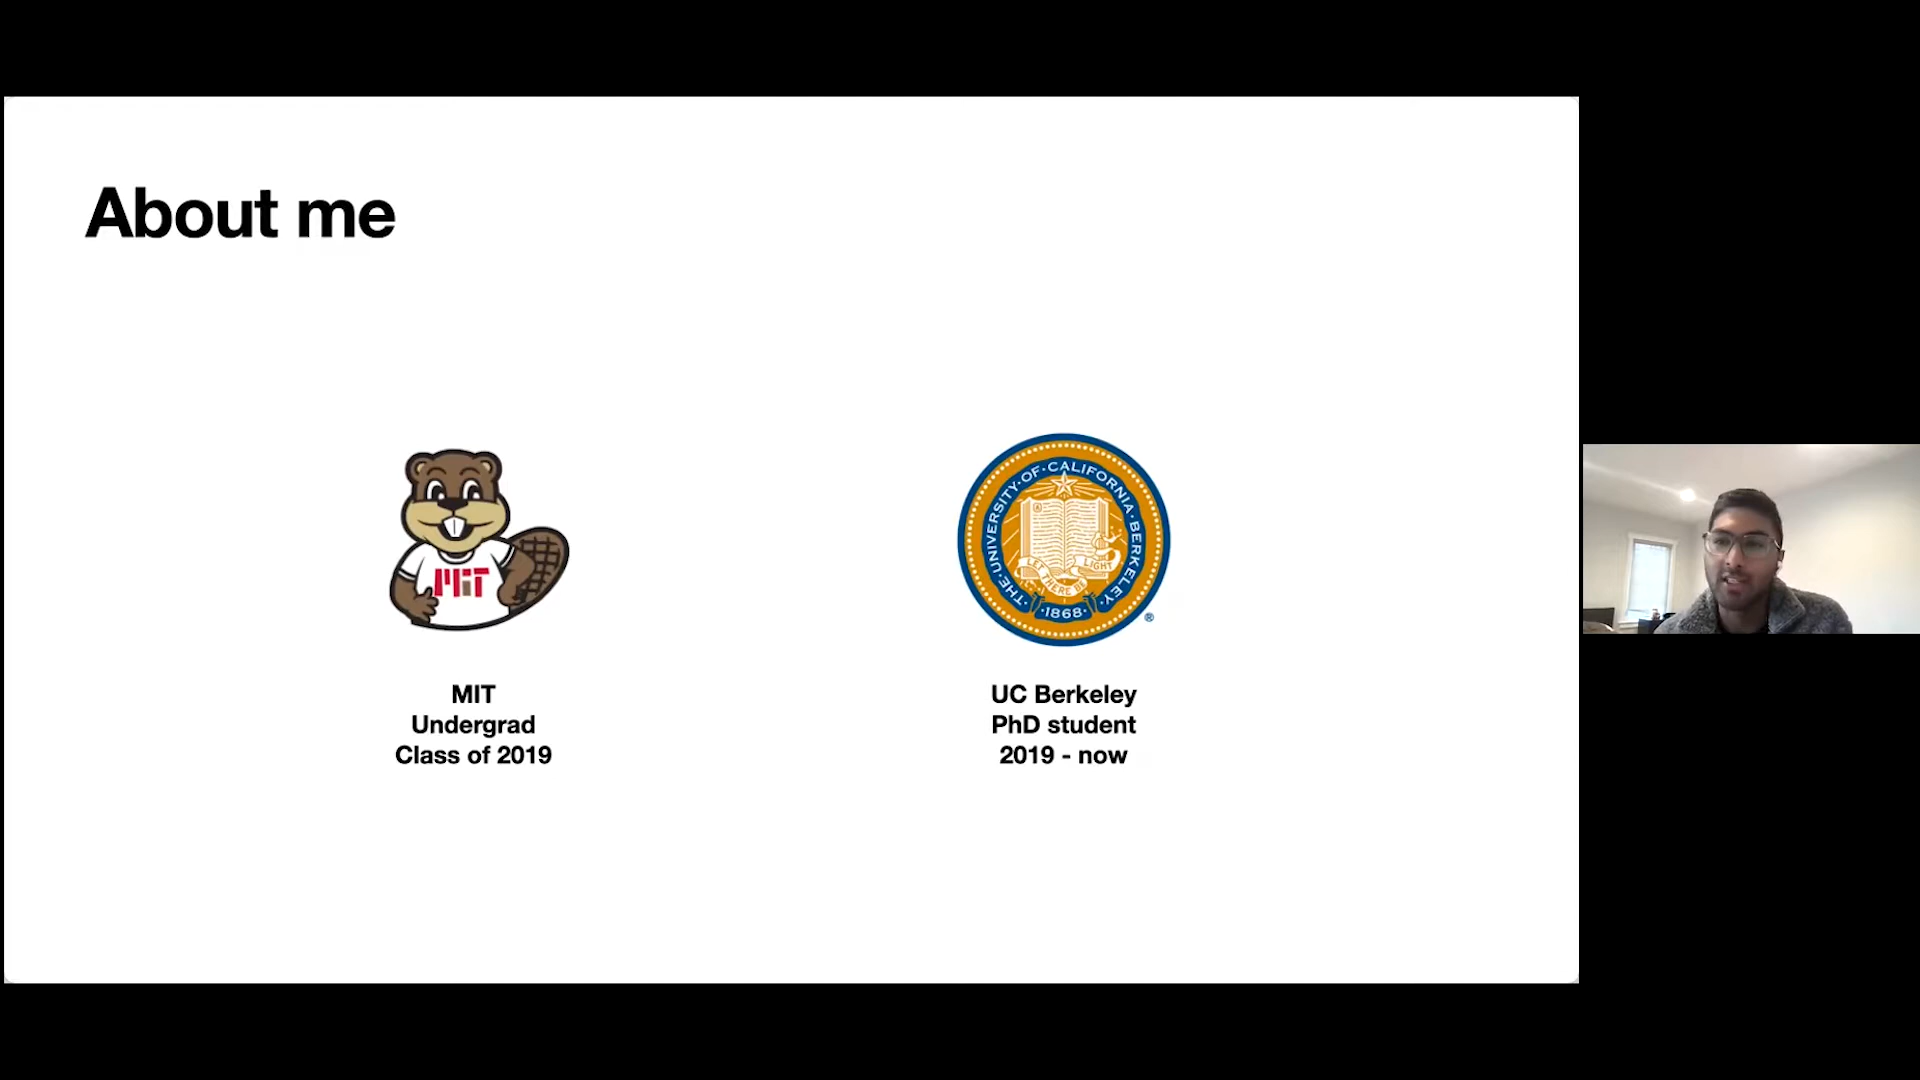 About me
MIT
THE·UNIVERSITY·OF·CALIFORNIA·BERKELEY·
LET THERE BE LIGHT
·1868·
®
MIT
Undergrad
Class of 2019
UC Berkeley
PhD student
2019 - now